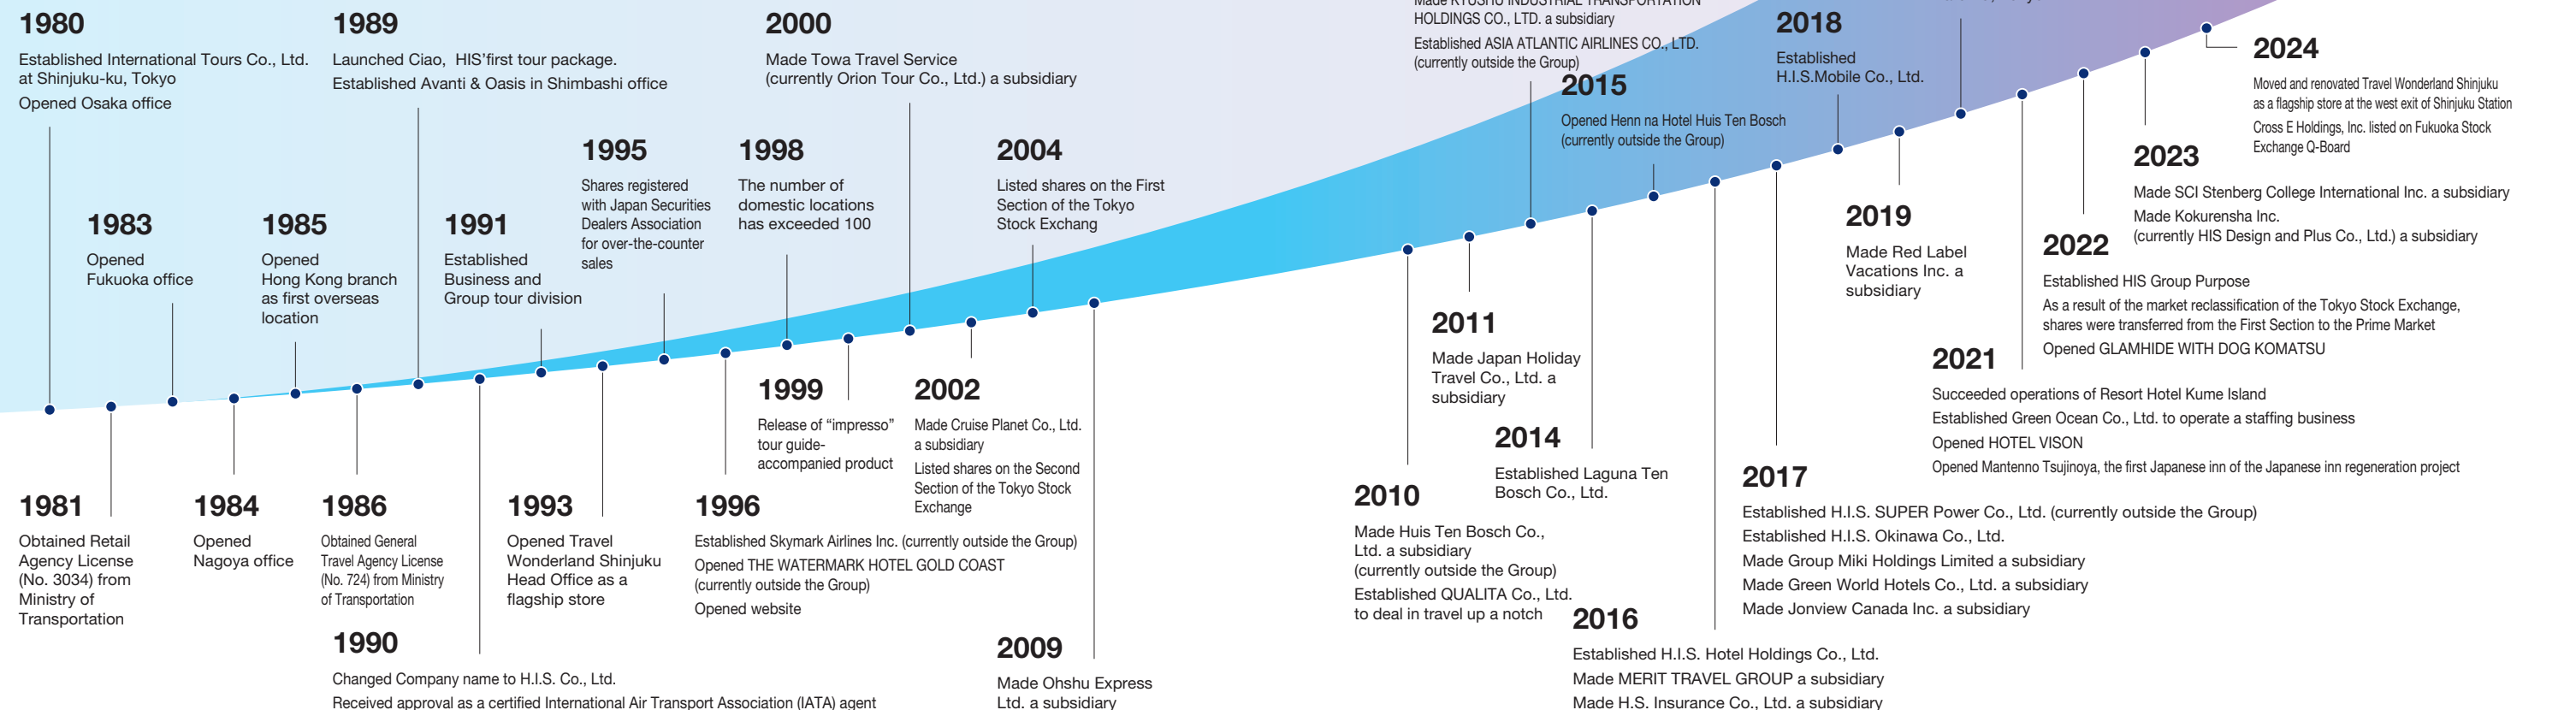 1980
Established International Tours Co., Ltd.
at Shinjuku-ku, Tokyo
Opened Osaka office
1981
Obtained Retail
Agency License
(No. 3034) from
Ministry of
Transportation
1983
Opened
Fukuoka office
1984
Opened
Nagoya office
1985
Opened
Hong Kong branch
as first overseas
location
1986
Obtained General
Travel Agency License
(No. 724) from Ministry
of Transportation
1989
Launched Ciao, HIS'first tour package.
Established Avanti & Oasis in Shimbashi office
1990
Changed Company name to H.I.S. Co., Ltd.
Received approval as a certified International Air Transport Association (IATA) agent
1991
Established
Business and
Group tour division
1993
Opened Travel
Wonderland Shinjuku
Head Office as a
flagship store
1995
Shares registered
with Japan Securities
Dealers Association
for over-the-counter
sales
1996
Established Skymark Airlines Inc. (currently outside the Group)
Opened THE WATERMARK HOTEL GOLD COAST
(currently outside the Group)
Opened website
1998
The number of
domestic locations
has exceeded 100
1999
Release of “impresso”
tour guide-
accompanied product
2000
Made Towa Travel Service
(currently Orion Tour Co., Ltd.) a subsidiary
2002
Made Cruise Planet Co., Ltd.
a subsidiary
Listed shares on the Second
Section of the Tokyo Stock
Exchange
2004
Listed shares on the First
Section of the Tokyo
Stock Exchang
2009
Made Ohshu Express
Ltd. a subsidiary
2010
Made Huis Ten Bosch Co.,
Ltd. a subsidiary
(currently outside the Group)
Established QUALITA Co., Ltd.
to deal in travel up a notch
2011
Made Japan Holiday
Travel Co., Ltd. a
subsidiary
Made KYUSHU INDUSTRIAL TRANSPORTATION
HOLDINGS CO., LTD. a subsidiary
Established ASIA ATLANTIC AIRLINES CO., LTD.
(currently outside the Group)
2014
Established Laguna Ten
Bosch Co., Ltd.
2015
Opened Henn na Hotel Huis Ten Bosch
(currently outside the Group)
2016
Established H.I.S. Hotel Holdings Co., Ltd.
Made MERIT TRAVEL GROUP a subsidiary
Made H.S. Insurance Co., Ltd. a subsidiary
2017
Established H.I.S. SUPER Power Co., Ltd. (currently outside the Group)
Established H.I.S. Okinawa Co., Ltd.
Made Group Miki Holdings Limited a subsidiary
Made Green World Hotels Co., Ltd. a subsidiary
Made Jonview Canada Inc. a subsidiary
2018
Established
H.I.S.Mobile Co., Ltd.
2019
Made Red Label
Vacations Inc. a
subsidiary
2021
Succeeded operations of Resort Hotel Kume Island
Established Green Ocean Co., Ltd. to operate a staffing business
Opened HOTEL VISON
Opened Mantenno Tsujinoya, the first Japanese inn of the Japanese inn regeneration project
2022
Established HIS Group Purpose
As a result of the market reclassification of the Tokyo Stock Exchange,
shares were transferred from the First Section to the Prime Market
Opened GLAMHIDE WITH DOG KOMATSU
2023
Made SCI Stenberg College International Inc. a subsidiary
Made Kokurensha Inc.
(currently HIS Design and Plus Co., Ltd.) a subsidiary
2024
Moved and renovated Travel Wonderland Shinjuku
as a flagship store at the west exit of Shinjuku Station
Cross E Holdings, Inc. listed on Fukuoka Stock
Exchange Q-Board